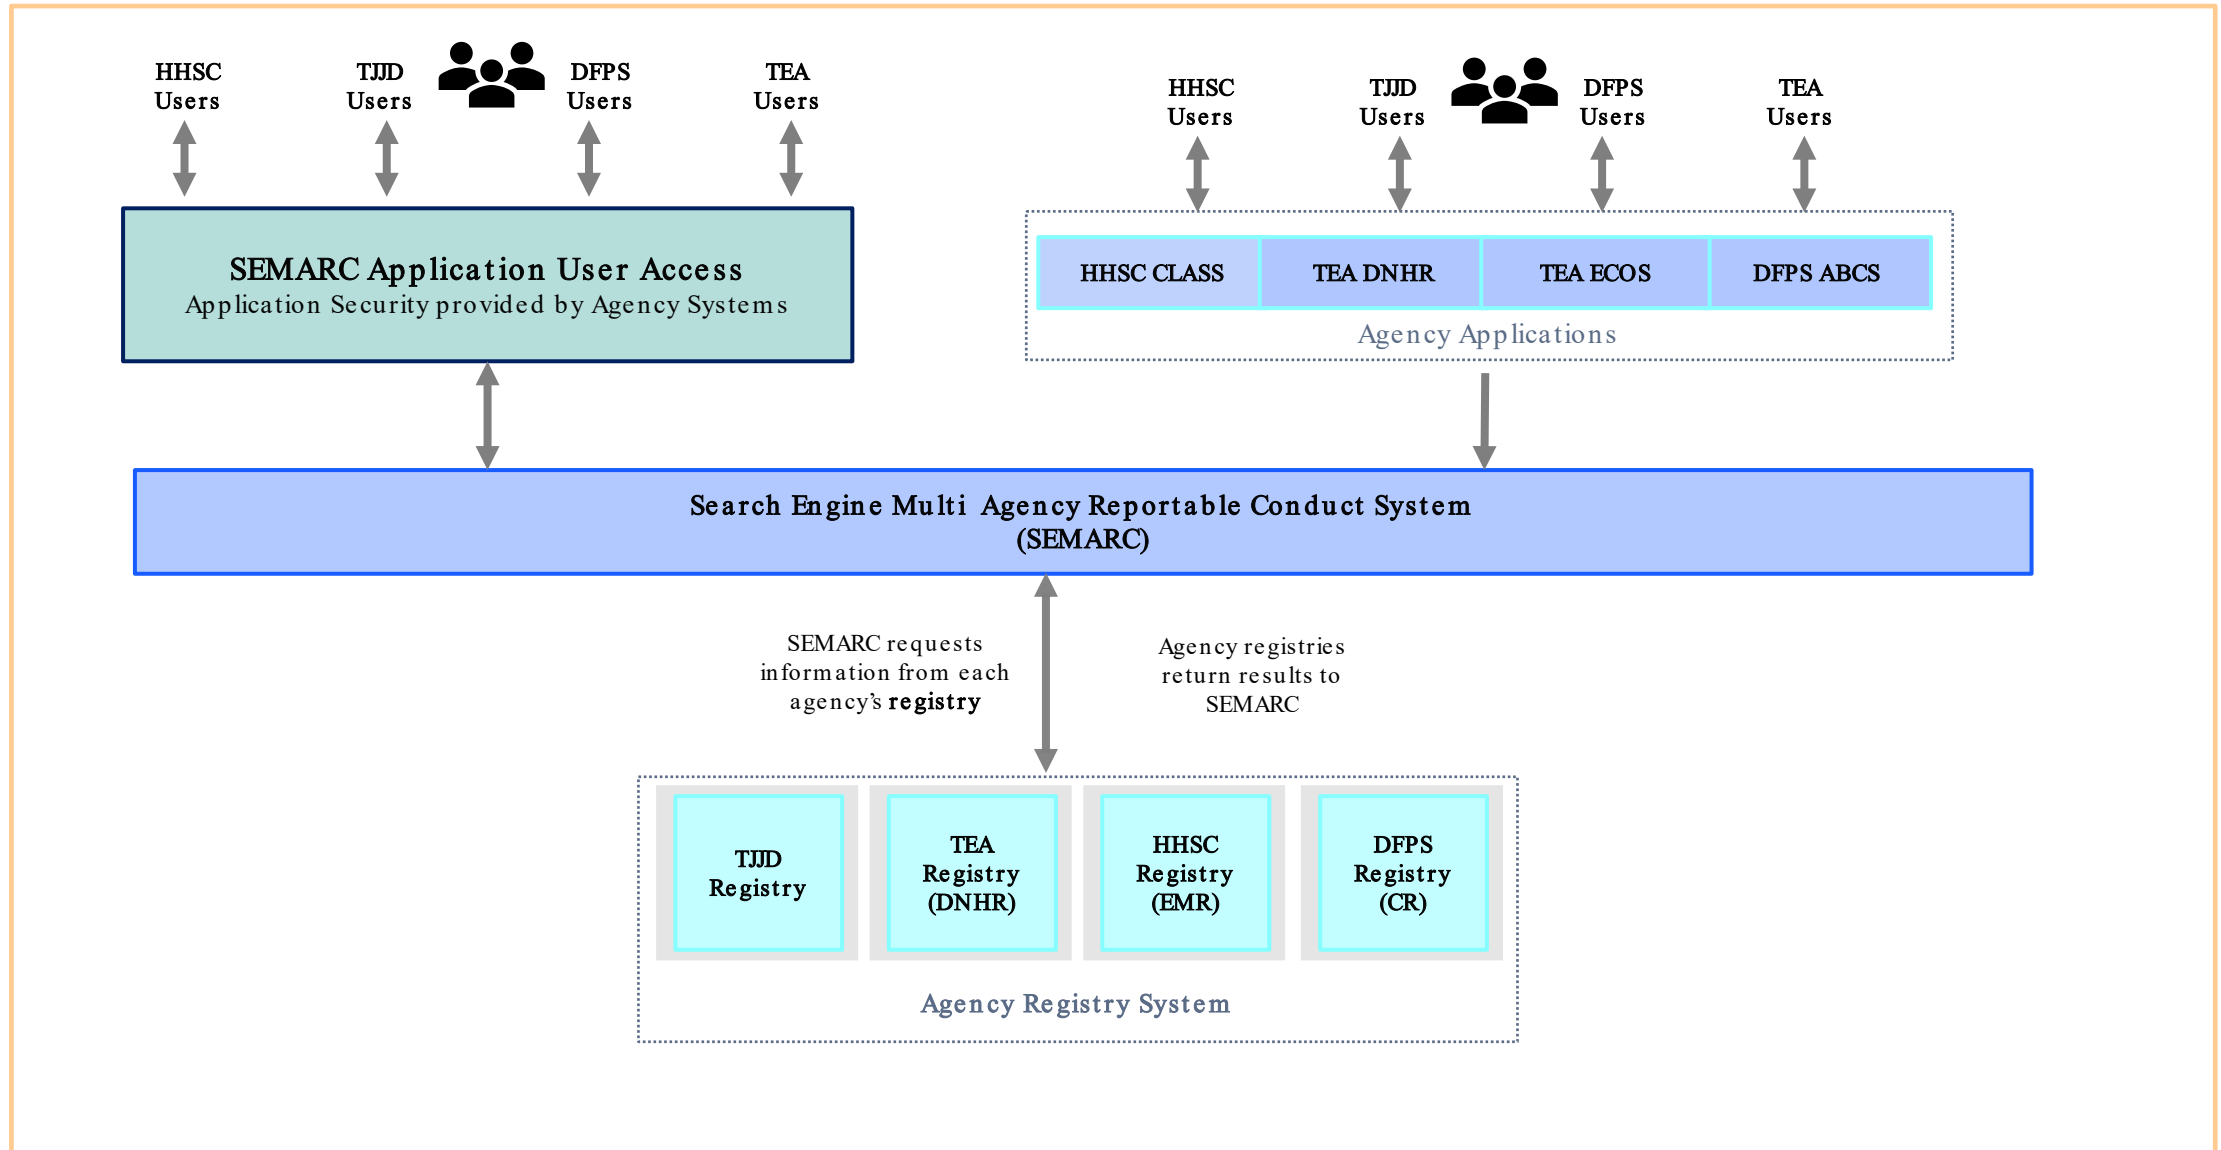 HHSC
Users
TJJD
Users
DFPS
Users
TEA
Users
HHSC
Users
TJJD
Users
DFPS
Users
TEA
Users
SEMARC Application User Access
Application Security provided by Agency Systems
HHSC CLASS
TEA DNHR
TEA ECOS
DFPS ABCS
Agency Applications
Search Engine Multi Agency Reportable Conduct System
(SEMARC)
SEMARC requests
information from each
agency’s registry
Agency registries
return results to
SEMARC
TJJD
Registry
TEA
Registry
(DNHR)
HHSC
Registry
(EMR)
DFPS
Registry
(CR)
Agency Registry System